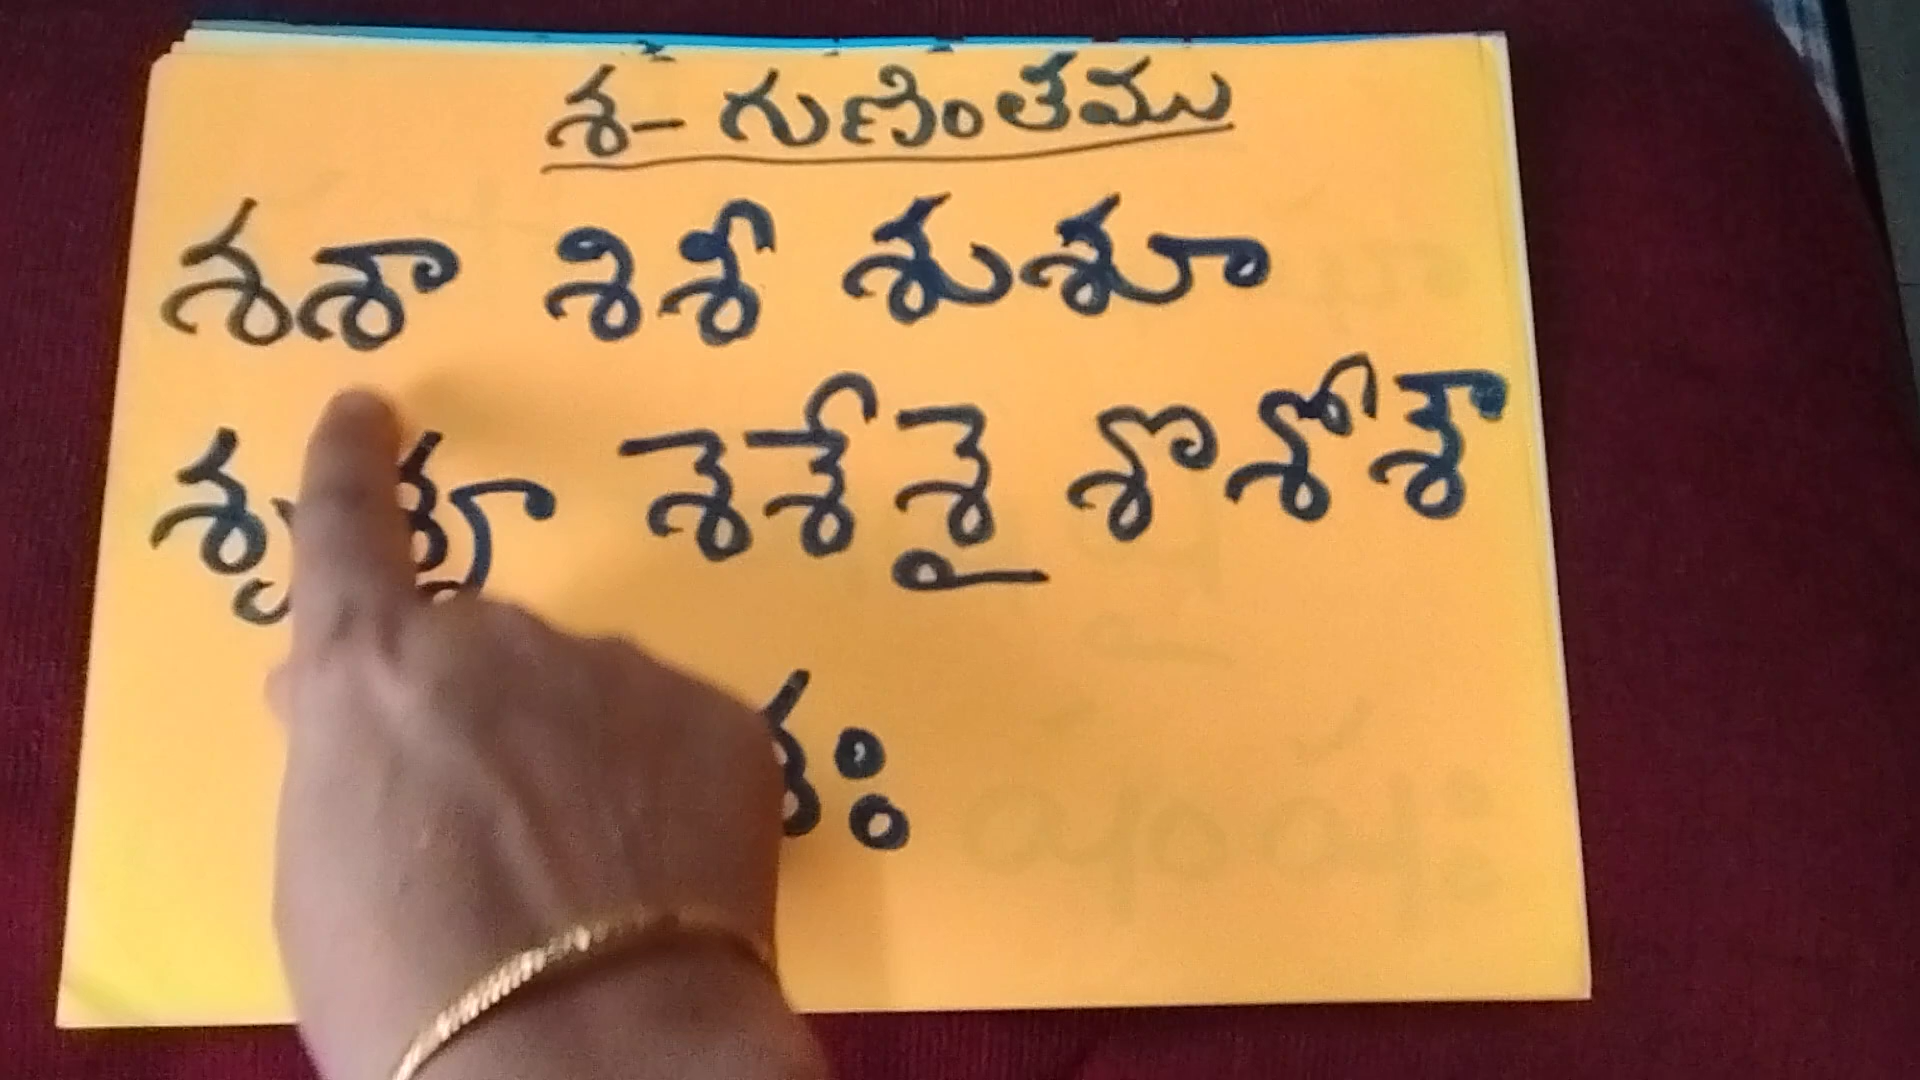 శ- గుణింతము
శ శా శి శీ శు శూ
శృ శౄ శె శే శై శొ శో శౌ
శః